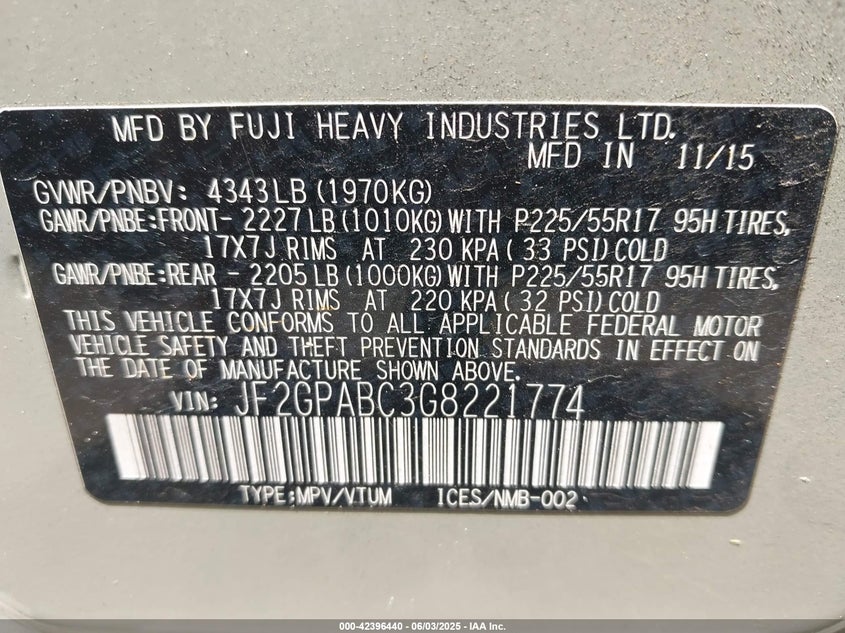 MFD BY FUJI HEAVY INDUSTRIES LTD.
MFD IN 11/15
GVWR/PNBV: 4343LB (1970KG)
GAWR/PNBE:FRONT- 2227LB (1010KG) WITH P225/55R17 95H TIRES,
17X7J RIMS AT 230 KPA (33 PSI) COLD
GAWR/PNBE:REAR - 2205LB (1000KG) WITH P225/55R17 95H TIRES,
17X7J RIMS AT 220 KPA (32 PSI) COLD
THIS VEHICLE CONFORMS TO ALL APPLICABLE FEDERAL MOTOR
VEHICLE SAFETY AND THEFT PREVENTION STANDARDS IN EFFECT ON
THE DATE OF MANUFACTURE SHOWN ABOVE.
VIN: JF2GPABC3G8221774
TYPE:MPV/VTUM ICES/NMB-002
000-42396440 - 06/03/2025 - IAA Inc.